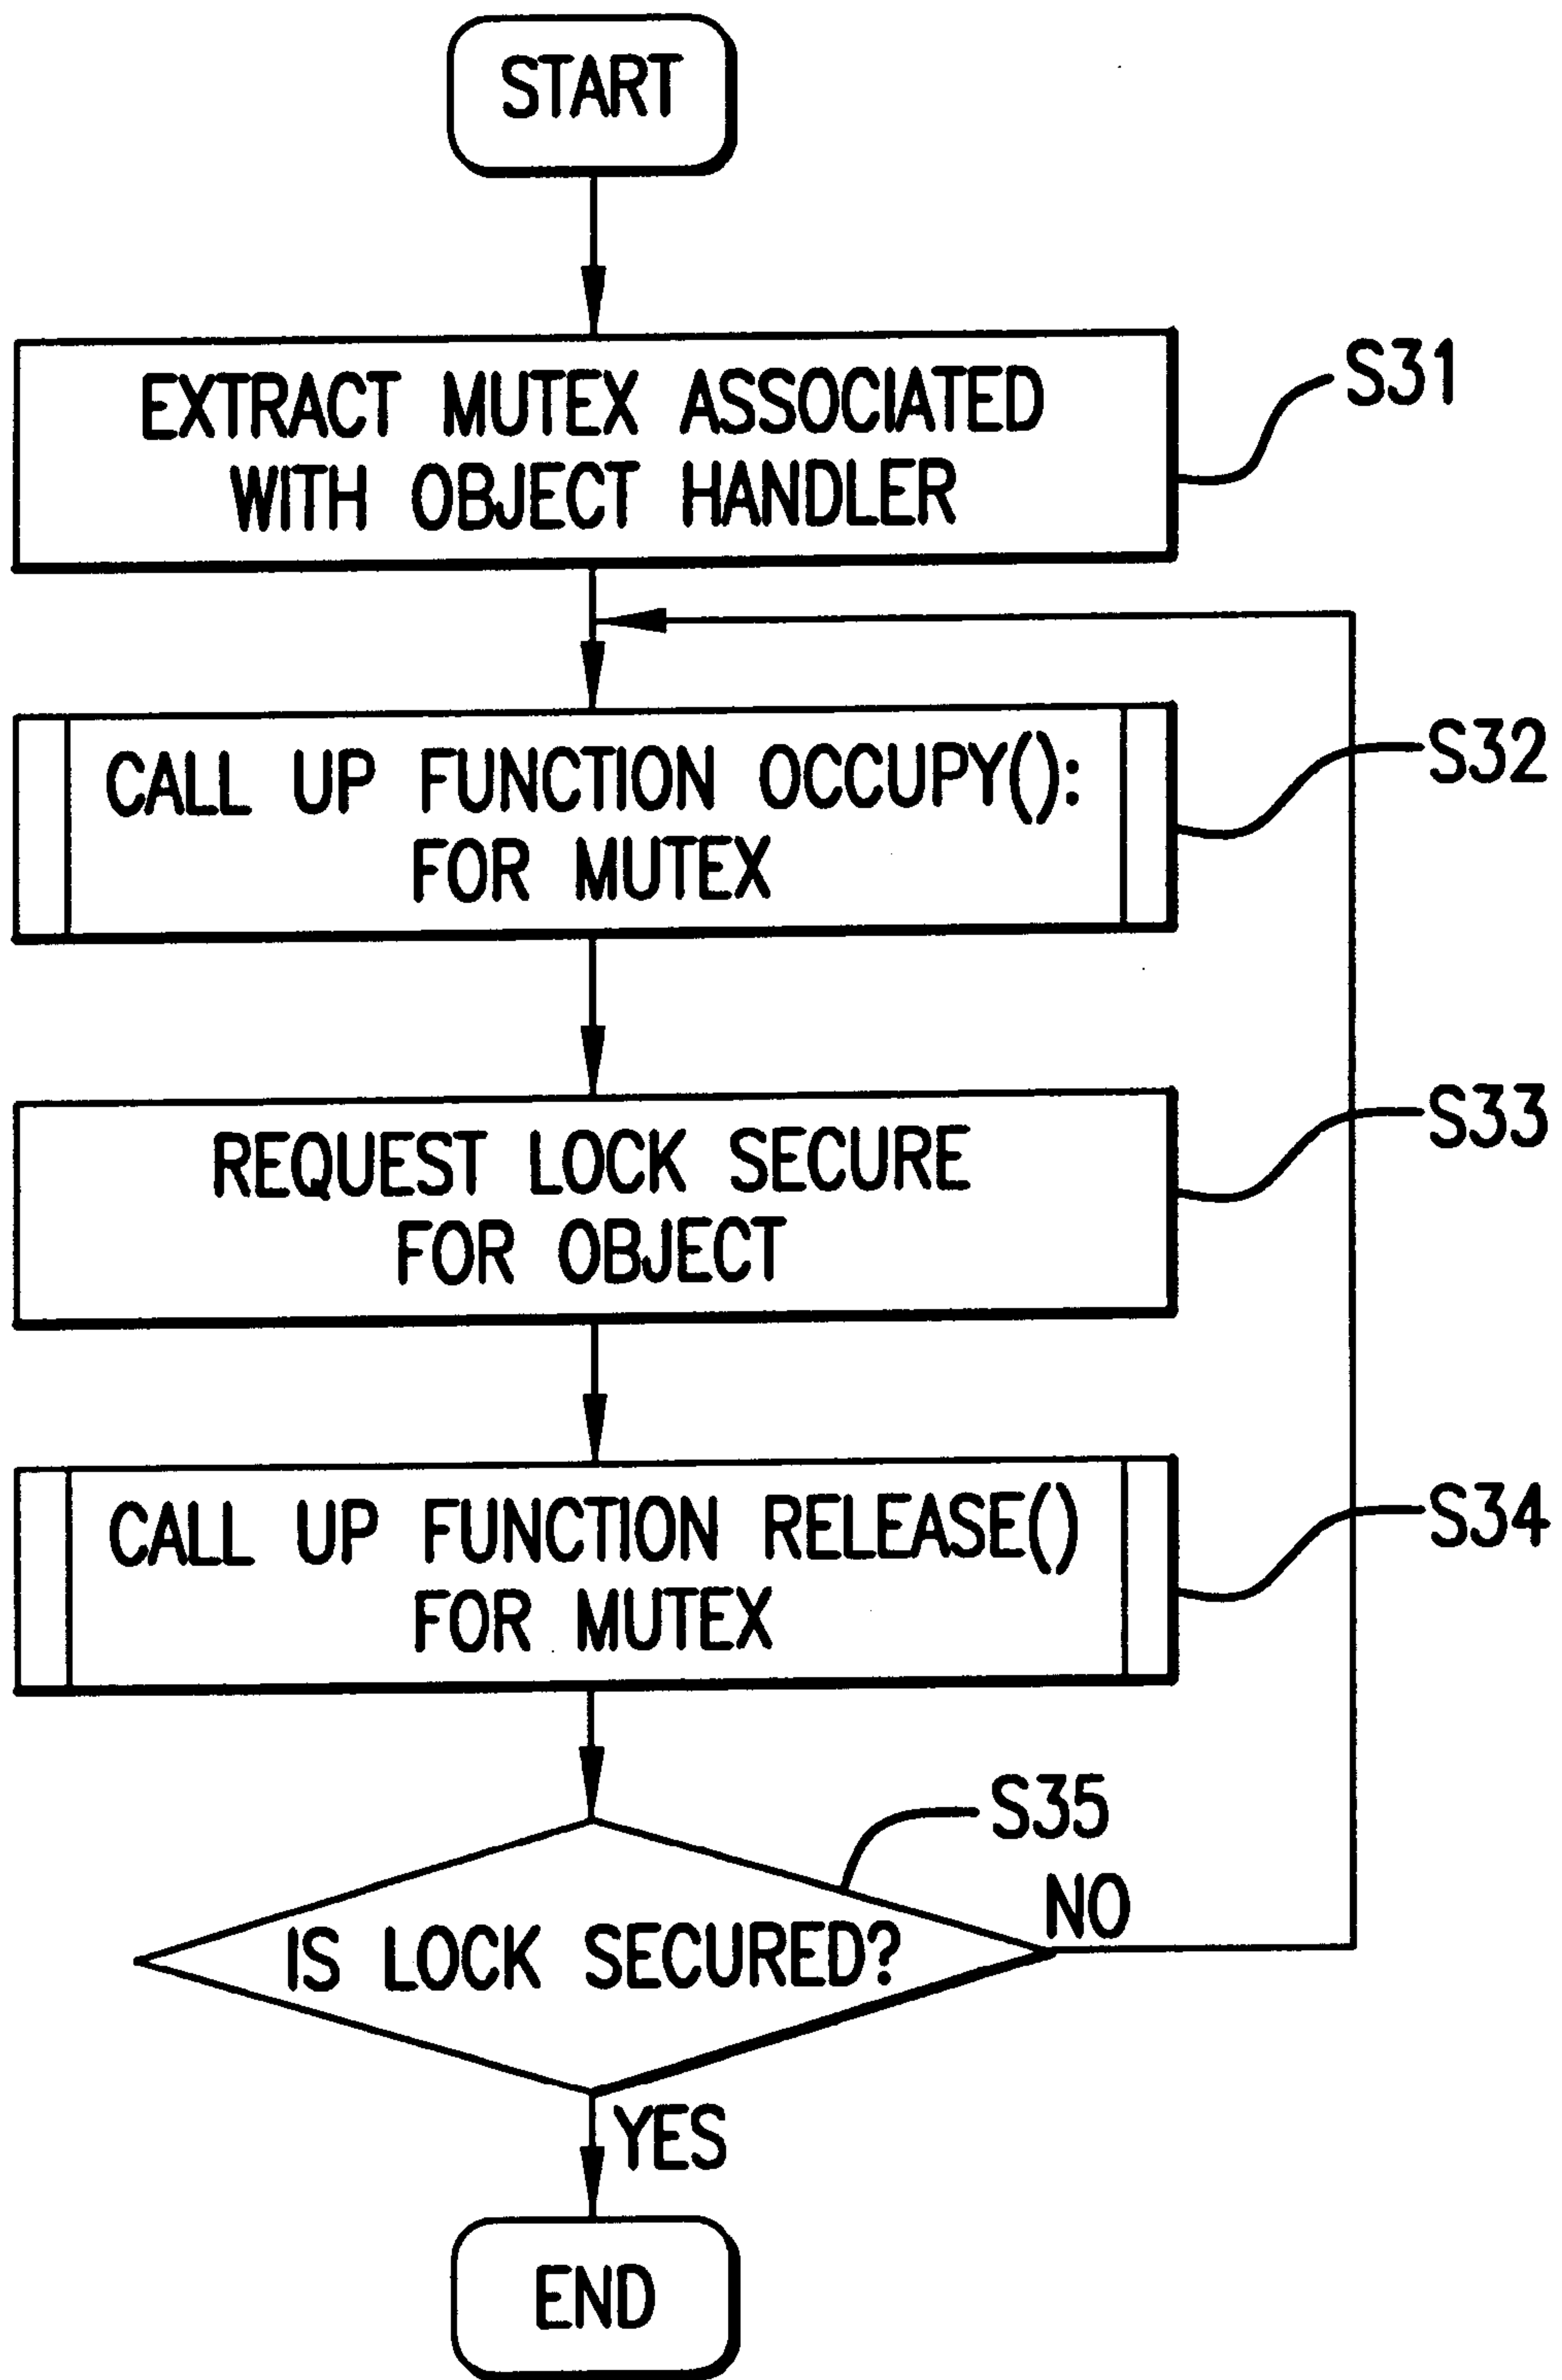 START
EXTRACT MUTEX ASSOCIATED
WITH OBJECT HANDLER
S31
CALL UP FUNCTION OCCUPY():
FOR MUTEX
S32
REQUEST LOCK SECURE
FOR OBJECT
S33
CALL UP FUNCTION RELEASE()
FOR MUTEX
S34
S35
IS LOCK SECURED?
NO
YES
END